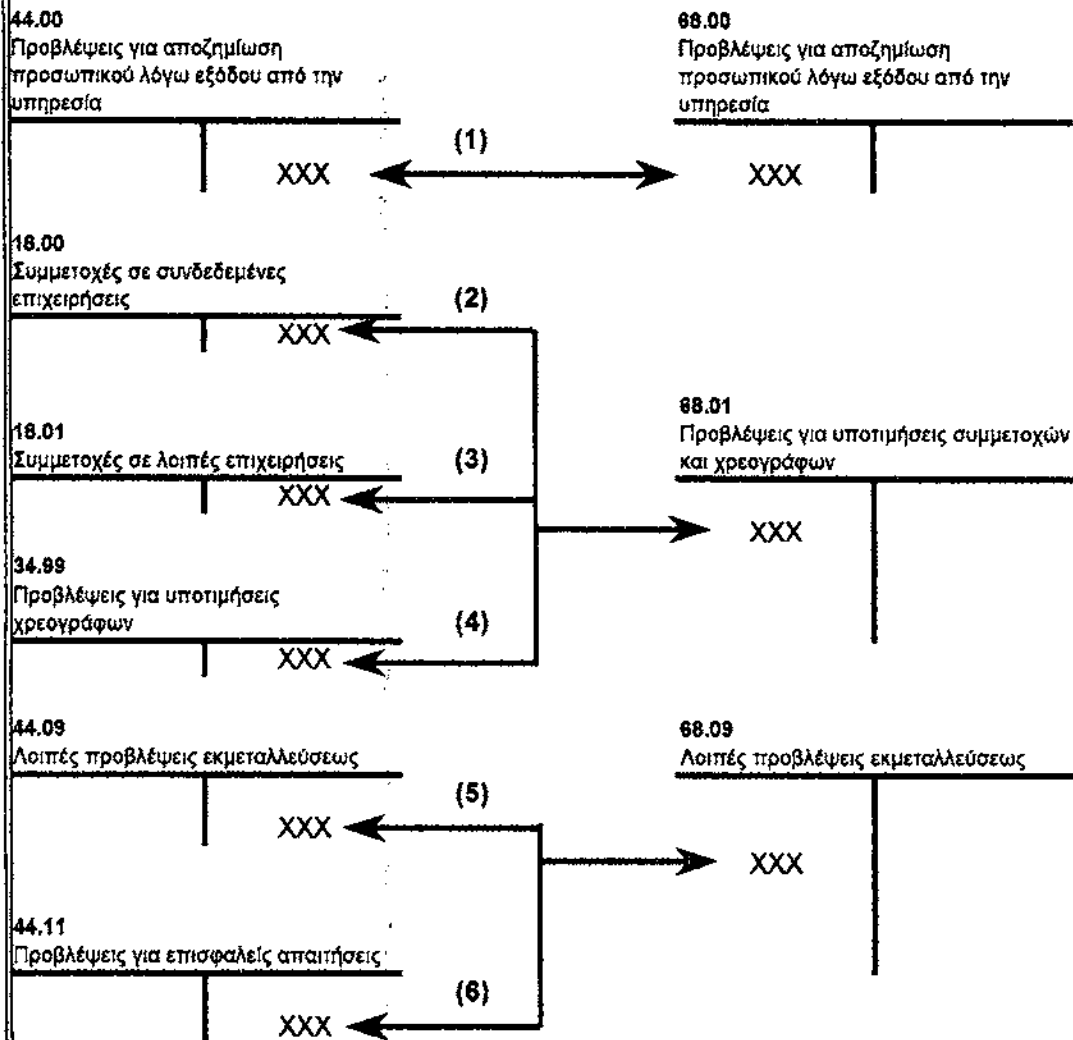 44.00
Προβλέψεις για αποζημίωση
προσωπικού λόγω εξόδου από την
υπηρεσία
68.00
Προβλέψεις για αποζημίωση
προσωπικού λόγω εξόδου από την
υπηρεσία
(1)
XXX
XXX
18.00
Συμμετοχές σε συνδεδεμένες
επιχειρήσεις
(2)
XXX
18.01
Συμμετοχές σε λοιπές επιχειρήσεις
(3)
XXX
68.01
Προβλέψεις για υποτιμήσεις συμμετοχών
και χρεογράφων
XXX
34.99
Προβλέψεις για υποτιμήσεις
χρεογράφων
(4)
XXX
44.09
Λοιπές προβλέψεις εκμεταλλεύσεως
68.09
Λοιπές προβλέψεις εκμεταλλεύσεως
(5)
XXX
XXX
44.11
Προβλέψεις για επισφαλείς απαιτήσεις
(6)
XXX